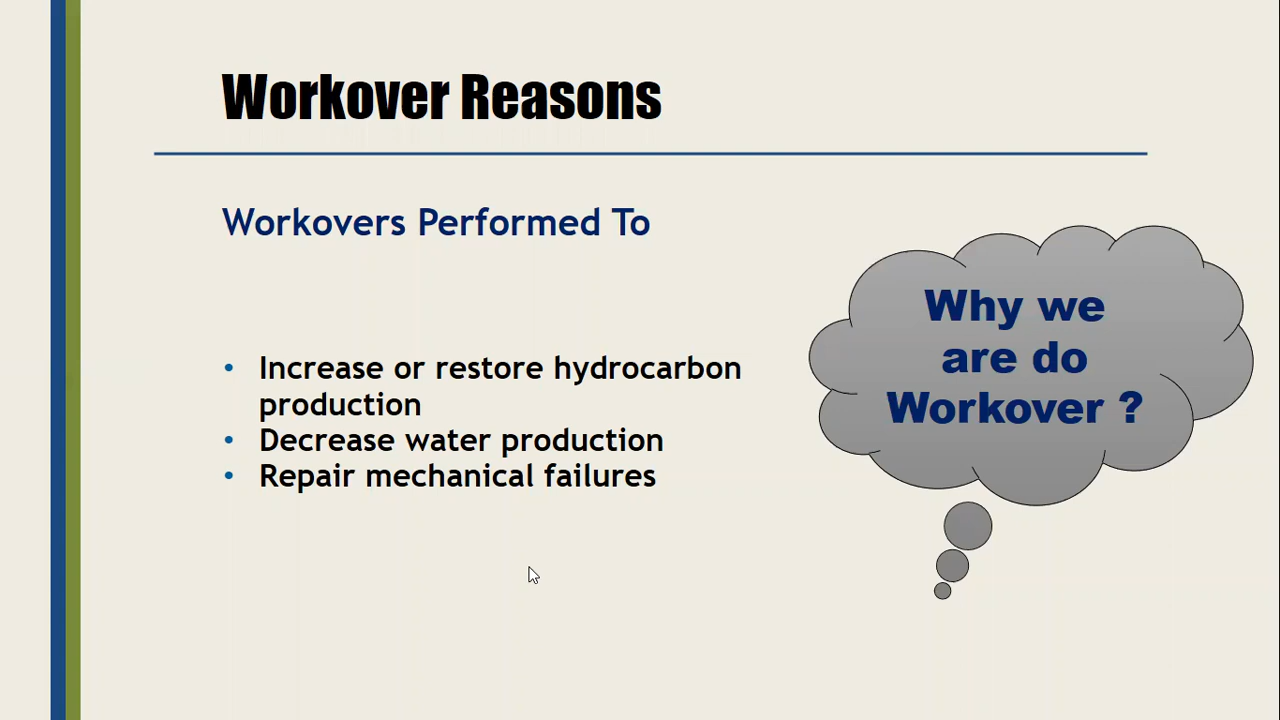 Workover Reasons
Workovers Performed To
• Increase or restore hydrocarbon
production
• Decrease water production
• Repair mechanical failures
Why we
are do
Workover ?